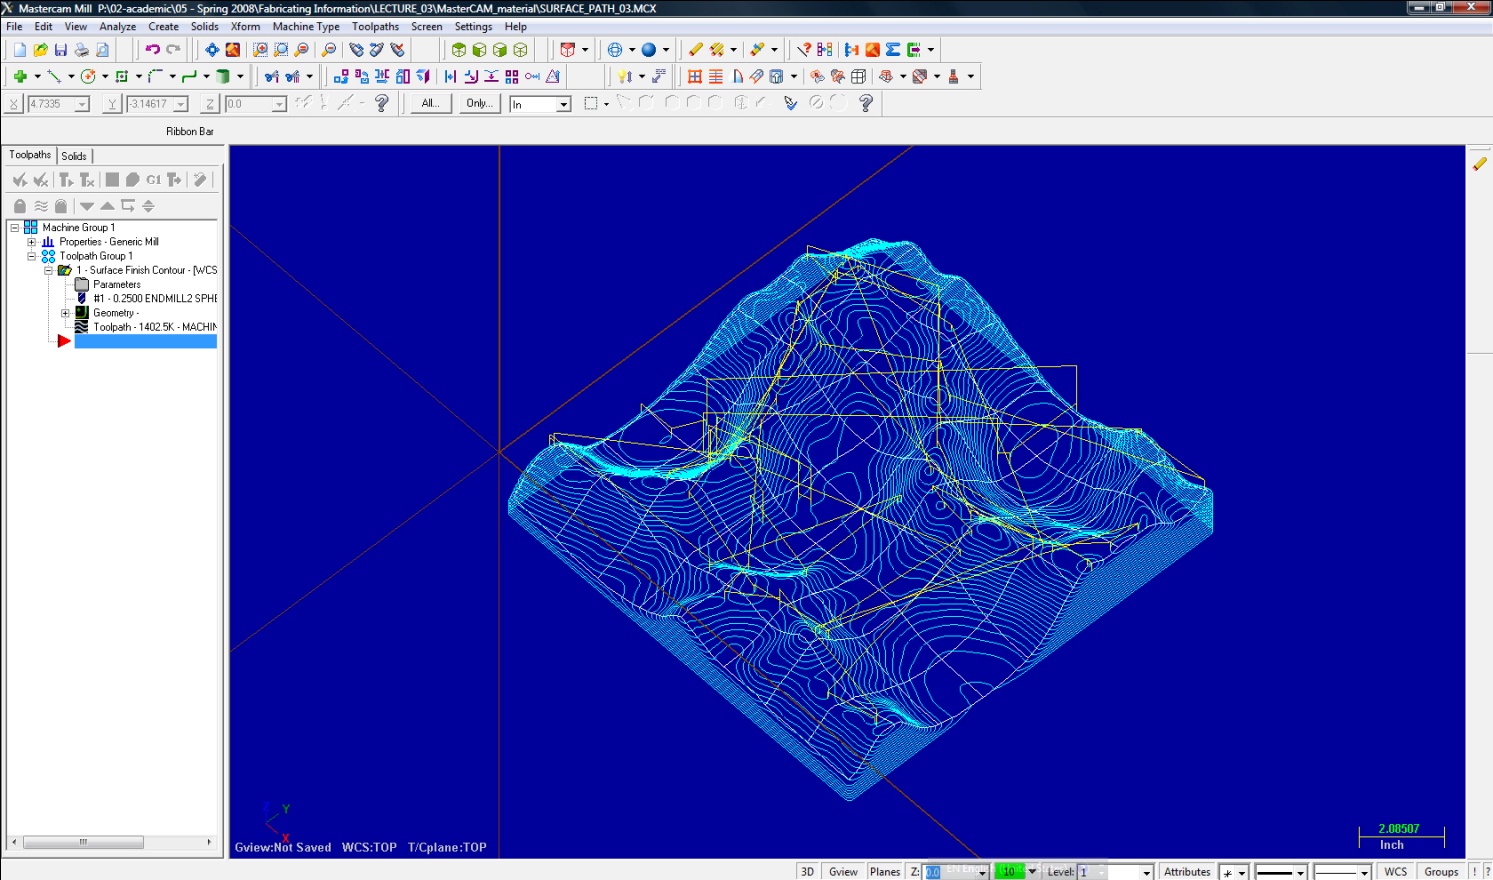 Mastercam Mill P:\02-academic\05 - Spring 2008\Fabricating Information\LECTURE_03\MasterCAM_material\SURFACE_PATH_03.MCX
File Edit View Analyze Create Solids Xform Machine Type Toolpaths Screen Settings Help
X 4.7335 Y -3.14617 Z 0.0 All... Only... In
Ribbon Bar
Toolpaths Solids
G1
Machine Group 1
Properties - Generic Mill
Toolpath Group 1
1 - Surface Finish Contour - [WCS
Parameters
#1 - 0.2500 ENDMILL2 SPHE
Geometry -
Toolpath - 1402.5K - MACHIN
Z Y
X
Gview:Not Saved WCS:TOP T/Cplane:TOP
2.08507
Inch
3D Gview Planes Z: 0.0 10 Level: 1 Attributes WCS Groups ! ?